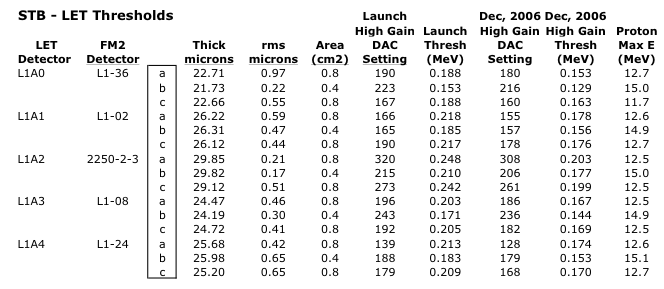 STB - LET Thresholds
Launch Dec, 2006 Dec, 2006
High Gain Launch High Gain High Gain Proton
LET FM2 Thick rms Area DAC Thresh DAC Thresh Max E
Detector Detector microns microns (cm2) Setting (MeV) Setting (MeV) (MeV)
L1A0 L1-36 a 22.71 0.97 0.8 190 0.188 180 0.153 12.7
b 21.73 0.22 0.4 223 0.153 216 0.129 15.0
c 22.66 0.55 0.8 167 0.188 160 0.163 11.7
L1A1 L1-02 a 26.22 0.59 0.8 166 0.218 155 0.178 12.6
b 26.31 0.47 0.4 165 0.185 157 0.156 14.9
c 26.12 0.44 0.8 190 0.217 178 0.176 12.7
L1A2 2250-2-3 a 29.85 0.21 0.8 320 0.248 308 0.203 12.5
b 29.82 0.17 0.4 215 0.210 206 0.177 15.0
c 29.12 0.51 0.8 273 0.242 261 0.199 12.5
L1A3 L1-08 a 24.47 0.46 0.8 196 0.203 186 0.167 12.5
b 24.19 0.30 0.4 243 0.171 236 0.144 14.9
c 24.72 0.41 0.8 192 0.205 182 0.169 12.5
L1A4 L1-24 a 25.68 0.42 0.8 139 0.213 128 0.174 12.6
b 25.98 0.65 0.4 188 0.183 179 0.153 15.1
c 25.20 0.65 0.8 179 0.209 168 0.170 12.7